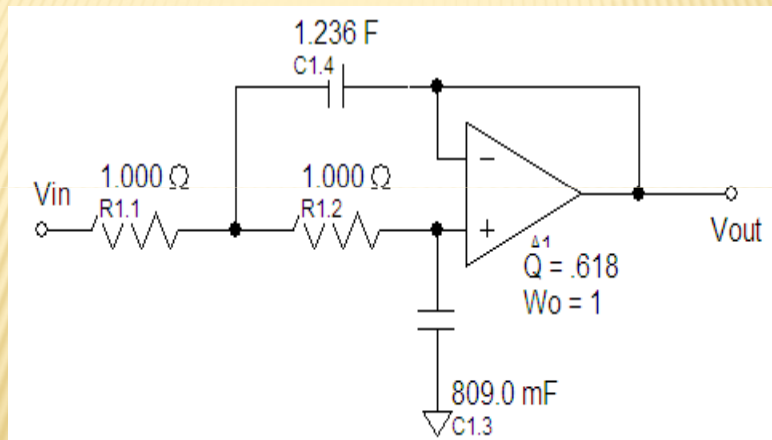 1.236 F
C1.4
1.000 Ω
1.000 Ω
Vin
R1.1
R1.2
−
+
Vout
A1
Q = .618
Wo = 1
809.0 mF
C1.3